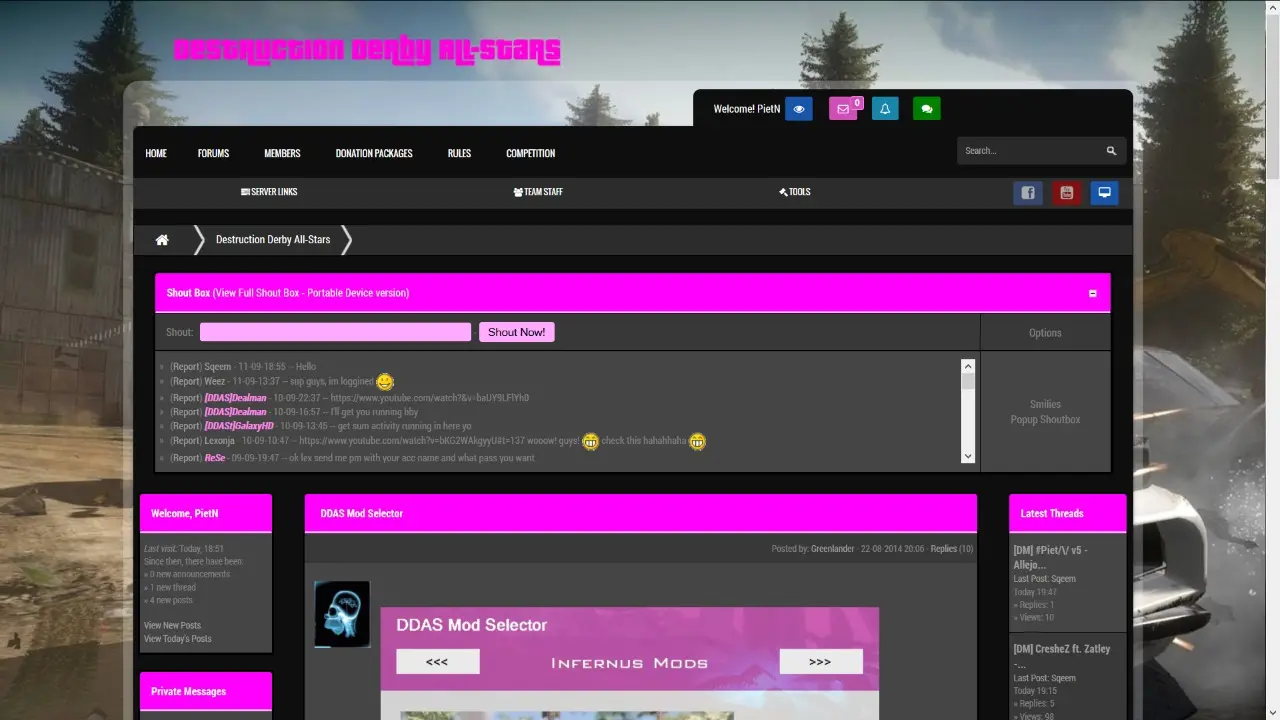 Destruction Derby All-Stars
Welcome! PietN
0
HOME FORUMS MEMBERS DONATION PACKAGES RULES COMPETITION
Search...
SERVER LINKS TEAM STAFF TOOLS
Destruction Derby All-Stars
Shout Box (View Full Shout Box - Portable Device version)
Shout: Shout Now! Options
» (Report) Sqeem - 11-09-18:55 -- Hello
» (Report) Weez - 11-09-13:37 -- sup guys, im loggined
» (Report) [DDAS]Dealman - 10-09-22:37 -- https://www.youtube.com/watch?&v=baUY9LFlYh0
» (Report) [DDAS]Dealman - 10-09-16:57 -- I'll get you running bby
» (Report) [DDASt]GalaxyHD - 10-09-13:45 -- get sum activity running in here yo
» (Report) Lexonja - 10-09-10:47 -- https://www.youtube.com/watch?v=bKG2WAkgyyU#t=137 wooow! guys! check this hahahhaha
» (Report) ReSe - 09-09-19:47 -- ok lex send me pm with your acc name and what pass you want
Smilies
Popup Shoutbox
Welcome, PietN
Last visit: Today, 18:51
Since then, there have been:
» 0 new announcements
» 1 new thread
» 4 new posts
View New Posts
View Today's Posts
Private Messages
DDAS Mod Selector
Posted by: Greenlander - 22-08-2014 20:06 - Replies (10)
DDAS Mod Selector
<<< Infernus Mods >>>
Latest Threads
[DM] #Piet/\/ v5 -
Allejo...
Last Post: Sqeem
Today 19:47
» Replies: 1
» Views: 10
[DM] CresheZ ft. Zatley
-...
Last Post: Sqeem
Today 19:15
» Replies: 5
» Views: 98